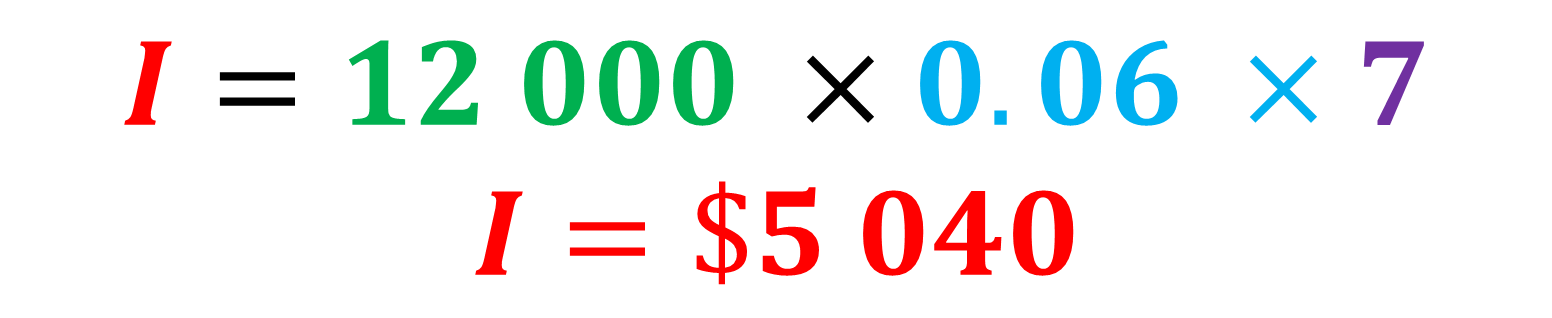 I = 12 000 × 0.06 × 7
I = $5 040